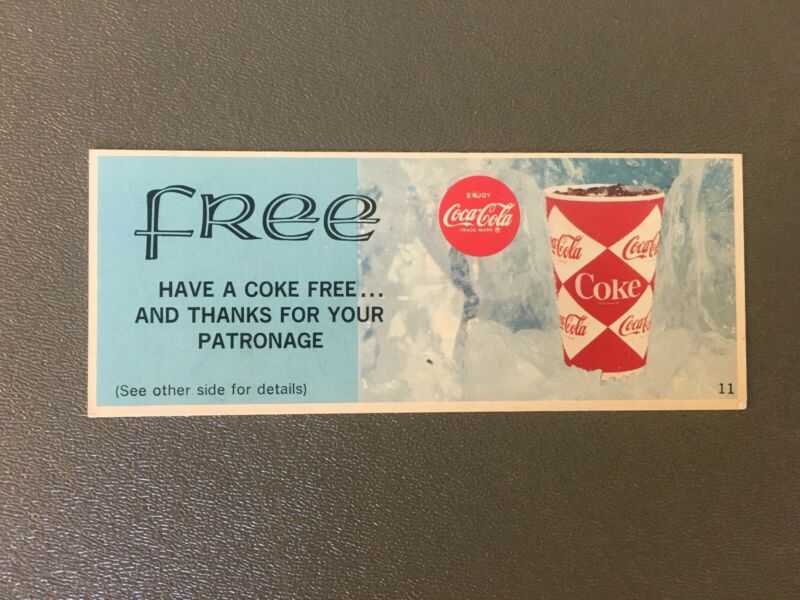 free
HAVE A COKE FREE...
AND THANKS FOR YOUR
PATRONAGE
(See other side for details)
ENJOY
Coca-Cola
TRADE-MARK ®
Coca-Cola
Coca-Cola
Coke
Coca-Cola
Coca-Cola
11